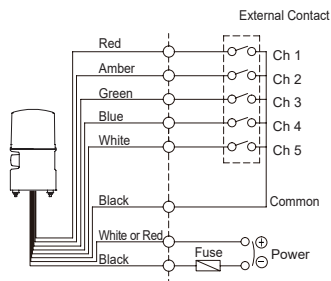 External Contact
Red
Ch 1
Amber
Ch 2
Green
Ch 3
Blue
Ch 4
White
Ch 5
Black
Common
White or Red
Fuse
Power
Black